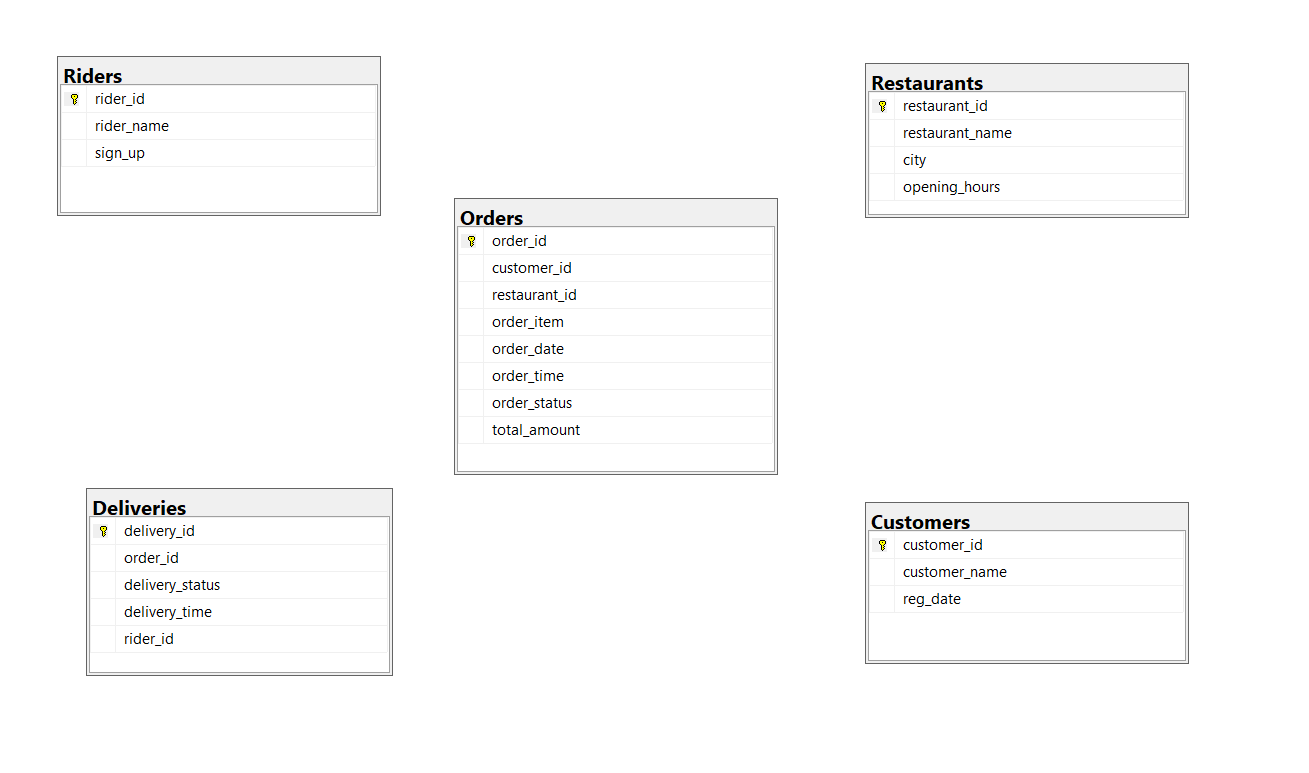 Riders
rider_id
rider_name
sign_up
Restaurants
restaurant_id
restaurant_name
city
opening_hours
Orders
order_id
customer_id
restaurant_id
order_item
order_date
order_time
order_status
total_amount
Deliveries
delivery_id
order_id
delivery_status
delivery_time
rider_id
Customers
customer_id
customer_name
reg_date